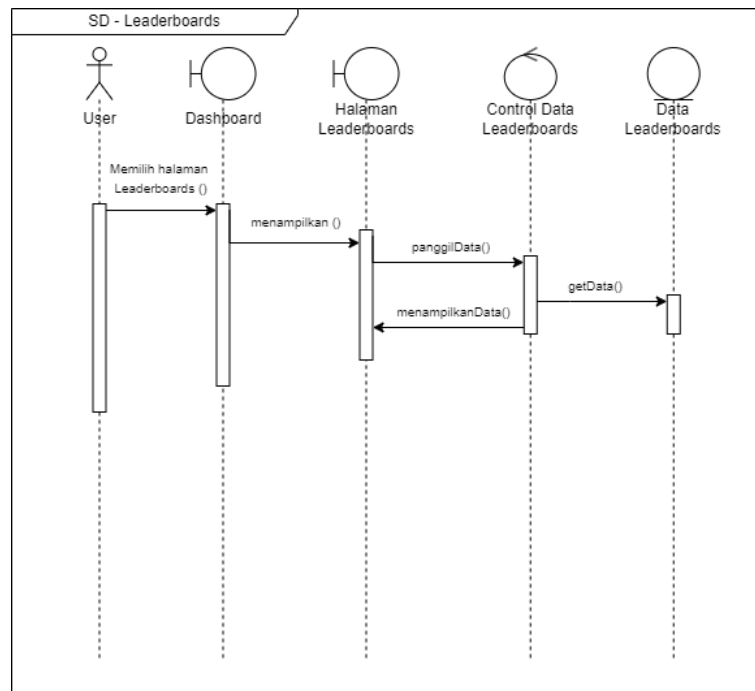 SD - Leaderboards
User
Dashboard
Halaman
Leaderboards
Control Data
Leaderboards
Data
Leaderboards
Memilih halaman
Leaderboards ()
menampilkan ()
panggilData()
getData()
menampilkanData()